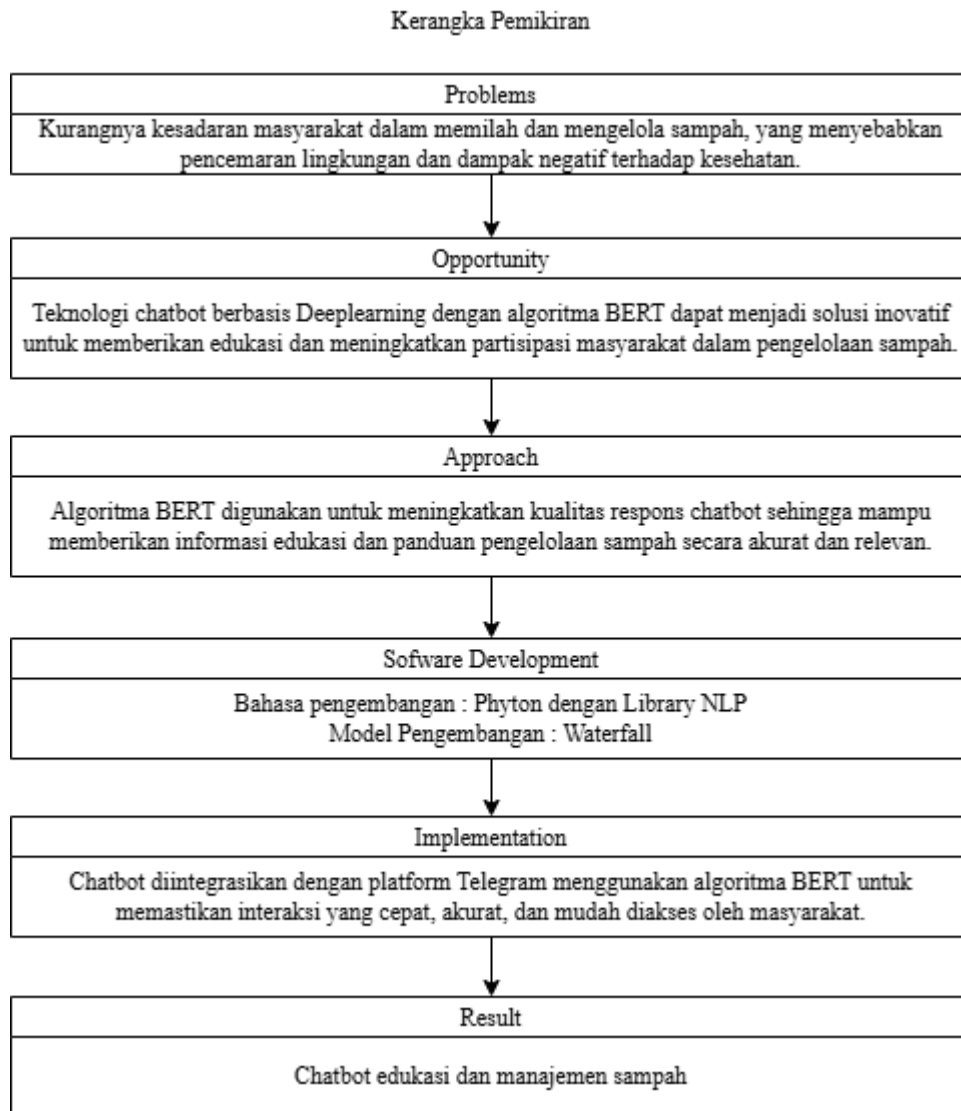 Kerangka Pemikiran
Problems
Kurangnya kesadaran masyarakat dalam memilah dan mengelola sampah, yang menyebabkan
pencemaran lingkungan dan dampak negatif terhadap kesehatan.
Opportunity
Teknologi chatbot berbasis Deeplearning dengan algoritma BERT dapat menjadi solusi inovatif
untuk memberikan edukasi dan meningkatkan partisipasi masyarakat dalam pengelolaan sampah.
Approach
Algoritma BERT digunakan untuk meningkatkan kualitas respons chatbot sehingga mampu
memberikan informasi edukasi dan panduan pengelolaan sampah secara akurat dan relevan.
Sofware Development
Bahasa pengembangan : Phyton dengan Library NLP
Model Pengembangan : Waterfall
Implementation
Chatbot diintegrasikan dengan platform Telegram menggunakan algoritma BERT untuk
memastikan interaksi yang cepat, akurat, dan mudah diakses oleh masyarakat.
Result
Chatbot edukasi dan manajemen sampah